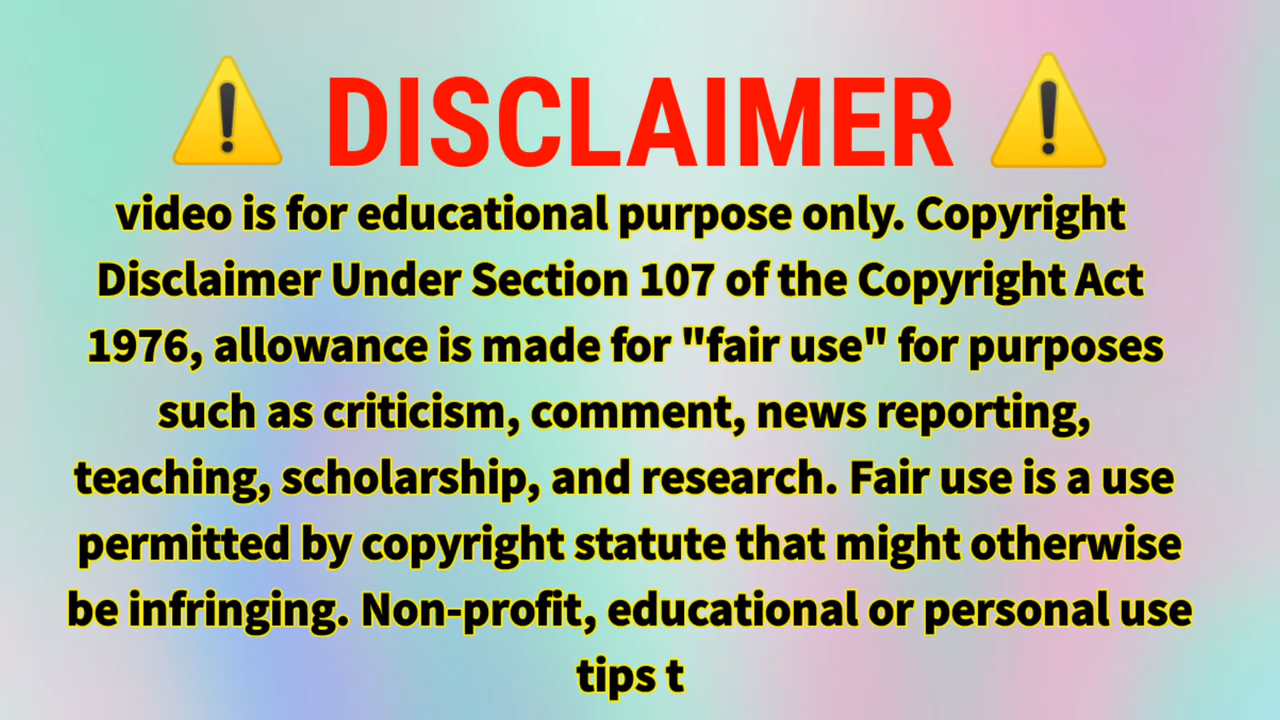 ⚠️ DISCLAIMER ⚠️
video is for educational purpose only. Copyright
Disclaimer Under Section 107 of the Copyright Act
1976, allowance is made for "fair use" for purposes
such as criticism, comment, news reporting,
teaching, scholarship, and research. Fair use is a use
permitted by copyright statute that might otherwise
be infringing. Non-profit, educational or personal use
tips t